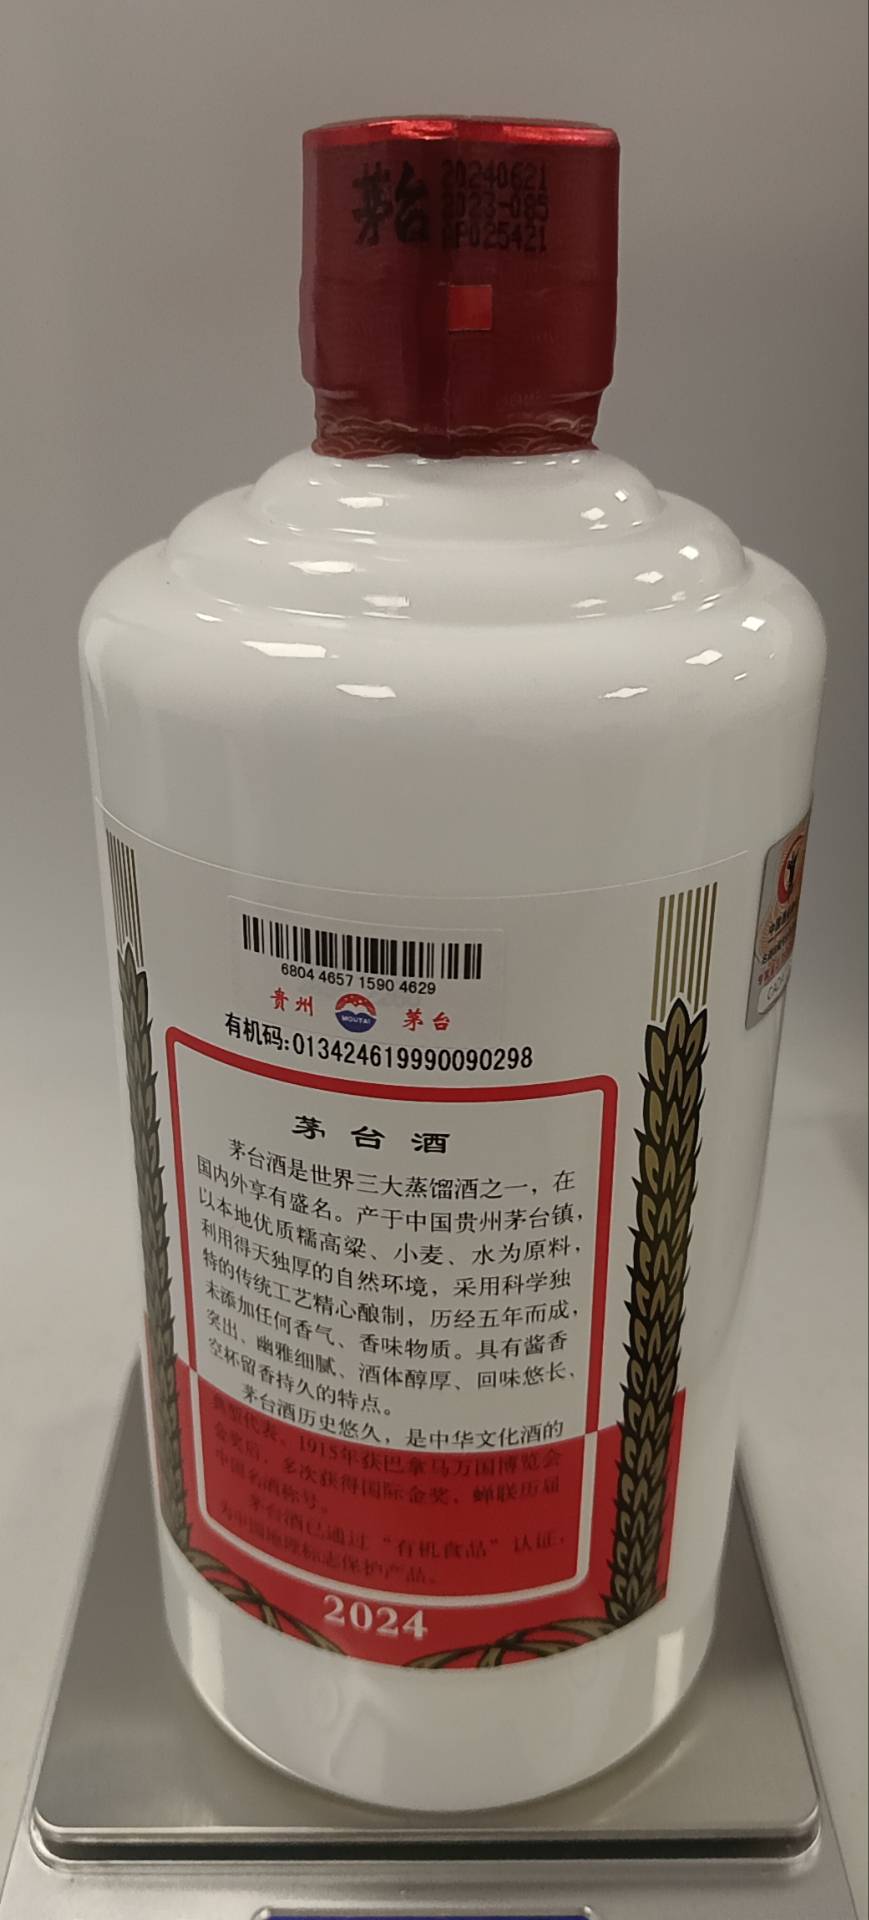 茅台
20240621
2023-085
AP025421
6804 4657 1590 4629
贵州
MOUTAI
茅台
有机码:013424619990090298
茅台酒
茅台酒是世界三大蒸馏酒之一，在
国内外享有盛名。产于中国贵州茅台镇，
以本地优质糯高粱、小麦、水为原料，
利用得天独厚的自然环境，采用科学独
特的传统工艺精心酿制，历经五年而成，
未添加任何香气、香味物质。具有酱香
突出、幽雅细腻、酒体醇厚、回味悠长、
空杯留香持久的特点。
茅台酒历史悠久，是中华文化酒的
典型代表。1915年获巴拿马万国博览会
金奖后，多次获得国际金奖，蝉联历届
中国名酒称号。
茅台酒已通过“有机食品”认证，
为中国地理标志保护产品。
2024